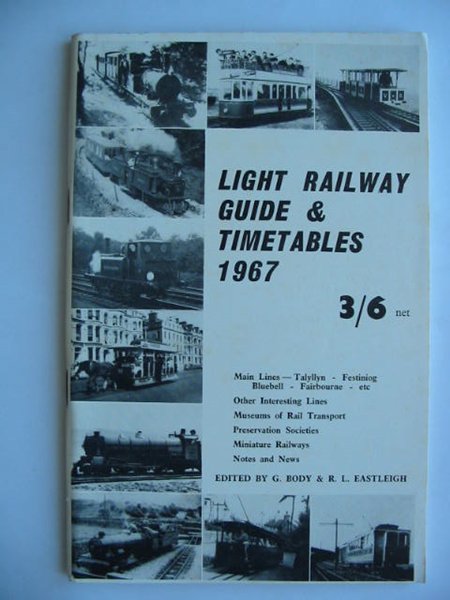 LIGHT RAILWAY
GUIDE &
TIMETABLES
1967
3/6 net
Main Lines — Talyllyn - Festiniog
Bluebell - Fairbourne - etc
Other Interesting Lines
Museums of Rail Transport
Preservation Societies
Miniature Railways
Notes and News
EDITED BY G. BODY & R. L. EASTLEIGH